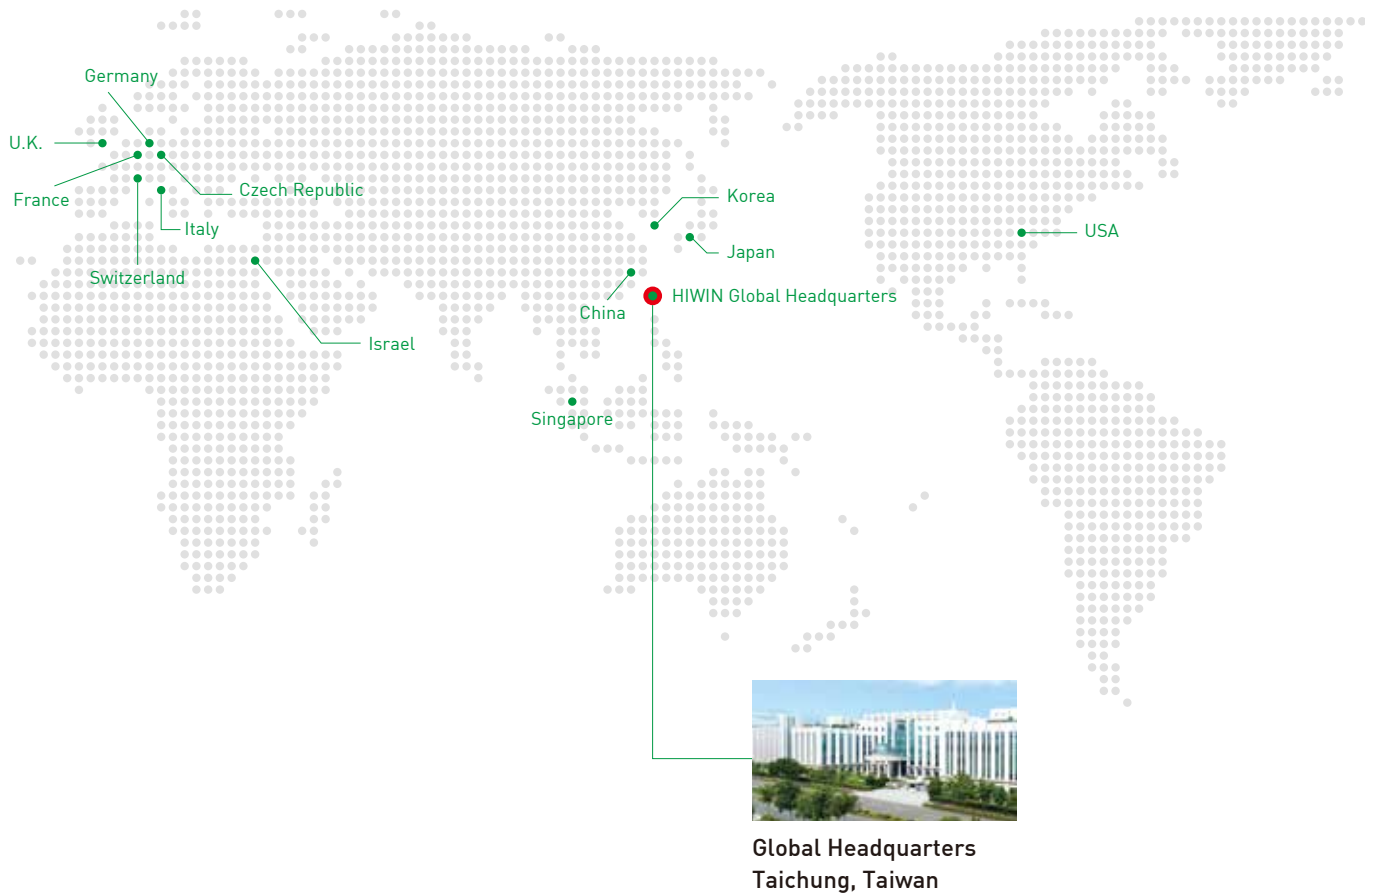 Germany
U.K.
France
Czech Republic
Italy
Switzerland
Israel
Korea
Japan
China
HIWIN Global Headquarters
Singapore
USA
Global Headquarters
Taichung, Taiwan